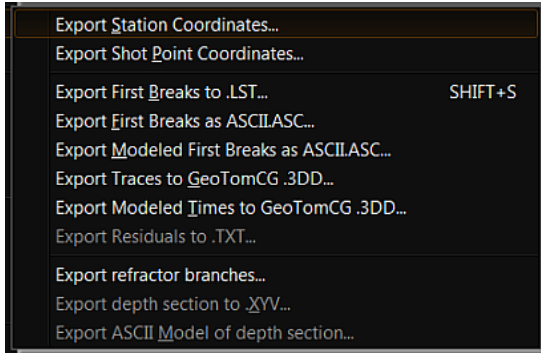 Export Station Coordinates...
Export Shot Point Coordinates...
Export First Breaks to .LST... SHIFT+S
Export First Breaks as ASCII.ASC...
Export Modeled First Breaks as ASCII.ASC...
Export Traces to GeoTomCG .3DD...
Export Modeled Times to GeoTomCG .3DD...
Export Residuals to .TXT...
Export refractor branches...
Export depth section to .XYV...
Export ASCII Model of depth section...